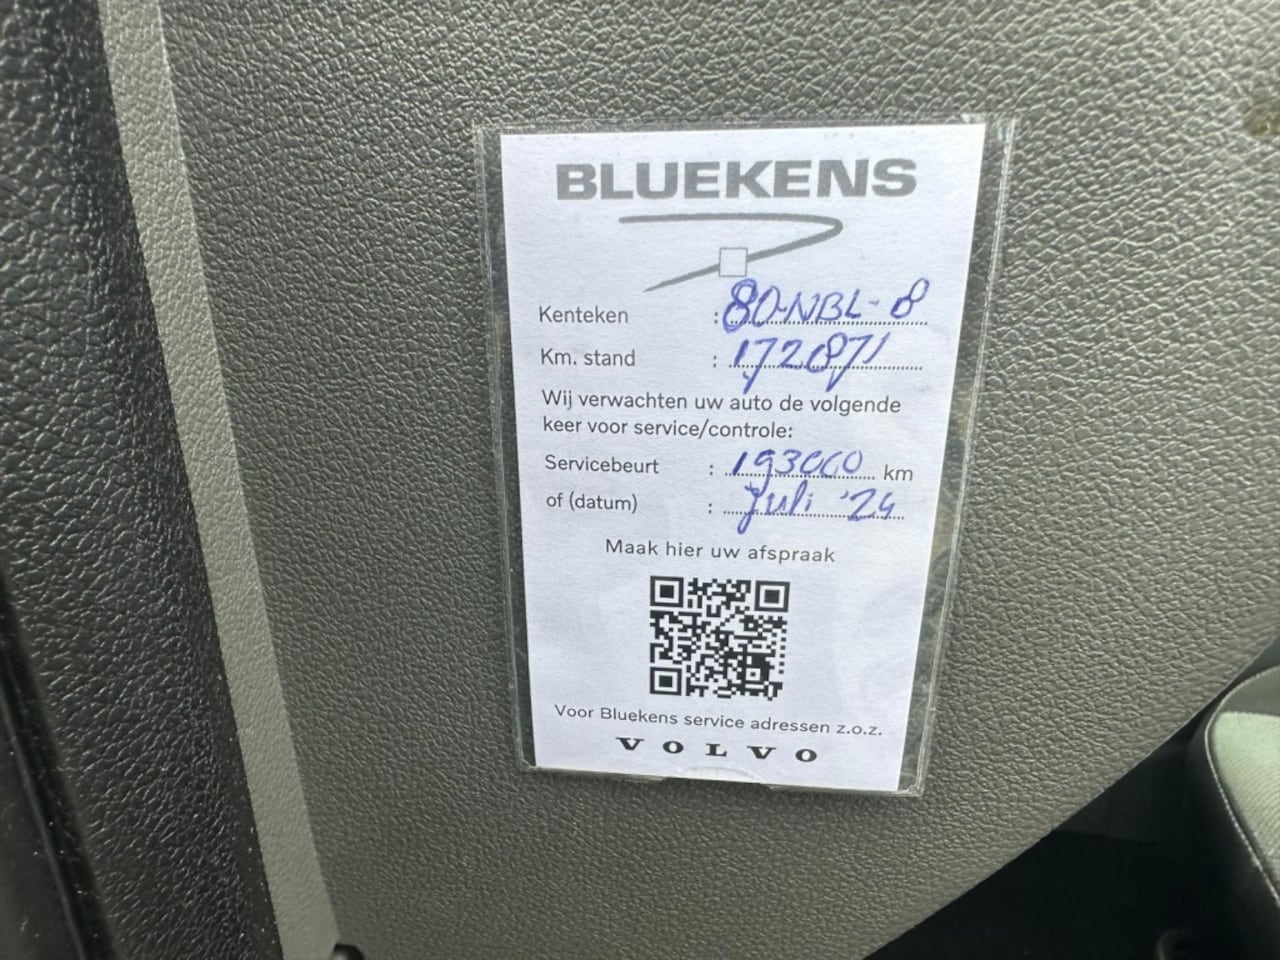 BLUEKENS
Kenteken : 80-NBL-8
Km. stand : 172871
Wij verwachten uw auto de volgende
keer voor service/controle:
Servicebeurt : 193000 km
of (datum) : Juli '24
Maak hier uw afspraak
Voor Bluekens service adressen z.o.z.
VOLVO